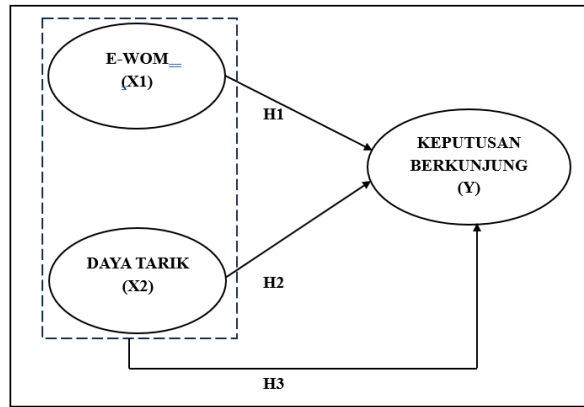 E-WOM
(X1)
H1
KEPUTUSAN
BERKUNJUNG
(Y)
DAYA TARIK
(X2)
H2
H3